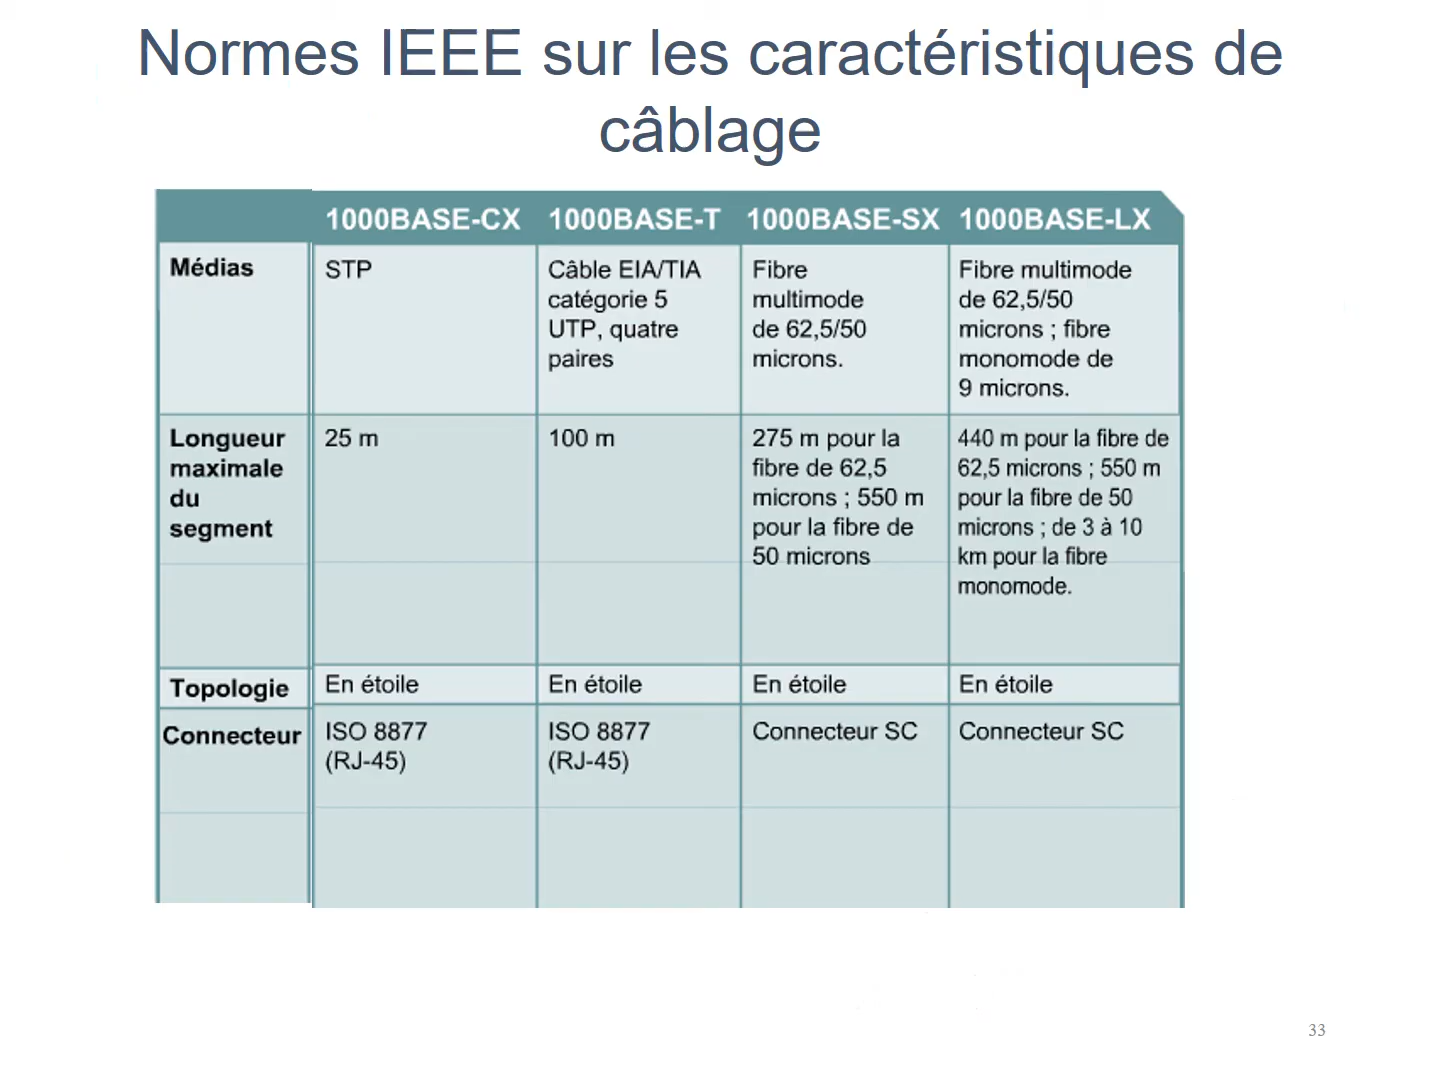 Normes IEEE sur les caractéristiques de
câblage
1000BASE-CX 1000BASE-T 1000BASE-SX 1000BASE-LX
Médias
STP
Câble EIA/TIA
catégorie 5
UTP, quatre
paires
Fibre
multimode
de 62,5/50
microns.
Fibre multimode
de 62,5/50
microns ; fibre
monomode de
9 microns.
Longueur
maximale
du
segment
25 m
100 m
275 m pour la
fibre de 62,5
microns ; 550 m
pour la fibre de
50 microns
440 m pour la fibre de
62,5 microns ; 550 m
pour la fibre de 50
microns ; de 3 à 10
km pour la fibre
monomode.
Topologie
En étoile
En étoile
En étoile
En étoile
Connecteur
ISO 8877
(RJ-45)
ISO 8877
(RJ-45)
Connecteur SC
Connecteur SC
33